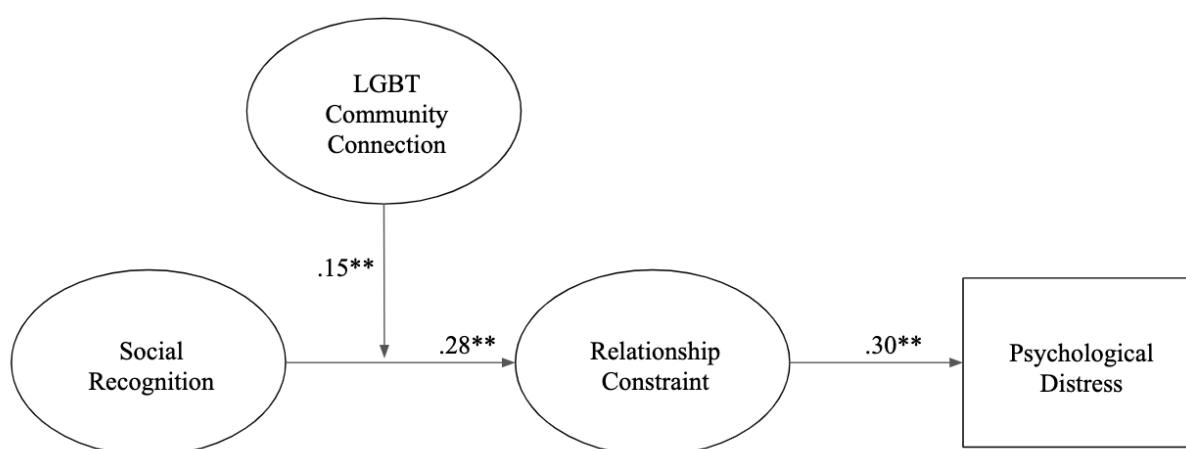 LGBT
Community
Connection
.15**
Social
Recognition
.28**
Relationship
Constraint
.30**
Psychological
Distress